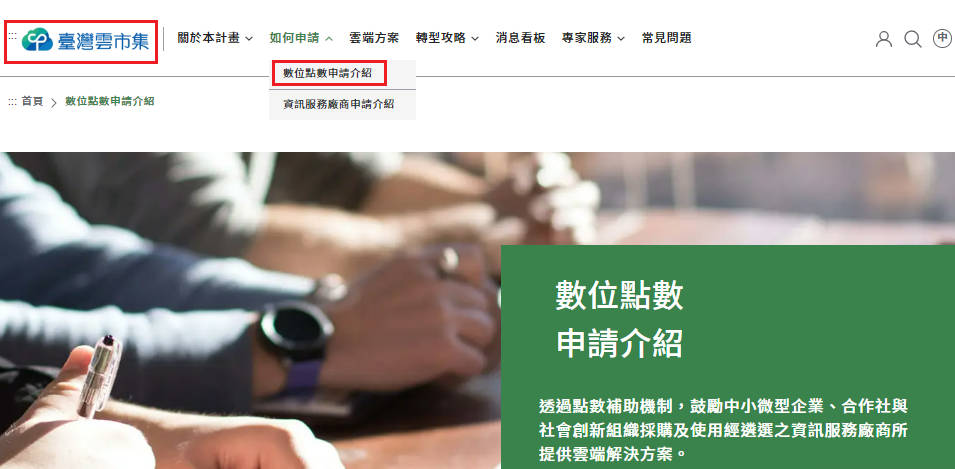 ::: 臺灣雲市集 關於本計畫 如何申請 雲端方案 轉型攻略 消息看板 專家服務 常見問題 中
數位點數申請介紹
資訊服務廠商申請介紹
::: 首頁 > 數位點數申請介紹
數位點數
申請介紹
透過點數補助機制，鼓勵中小微型企業、合作社與
社會創新組織採購及使用經遴選之資訊服務廠商所
提供雲端解決方案。